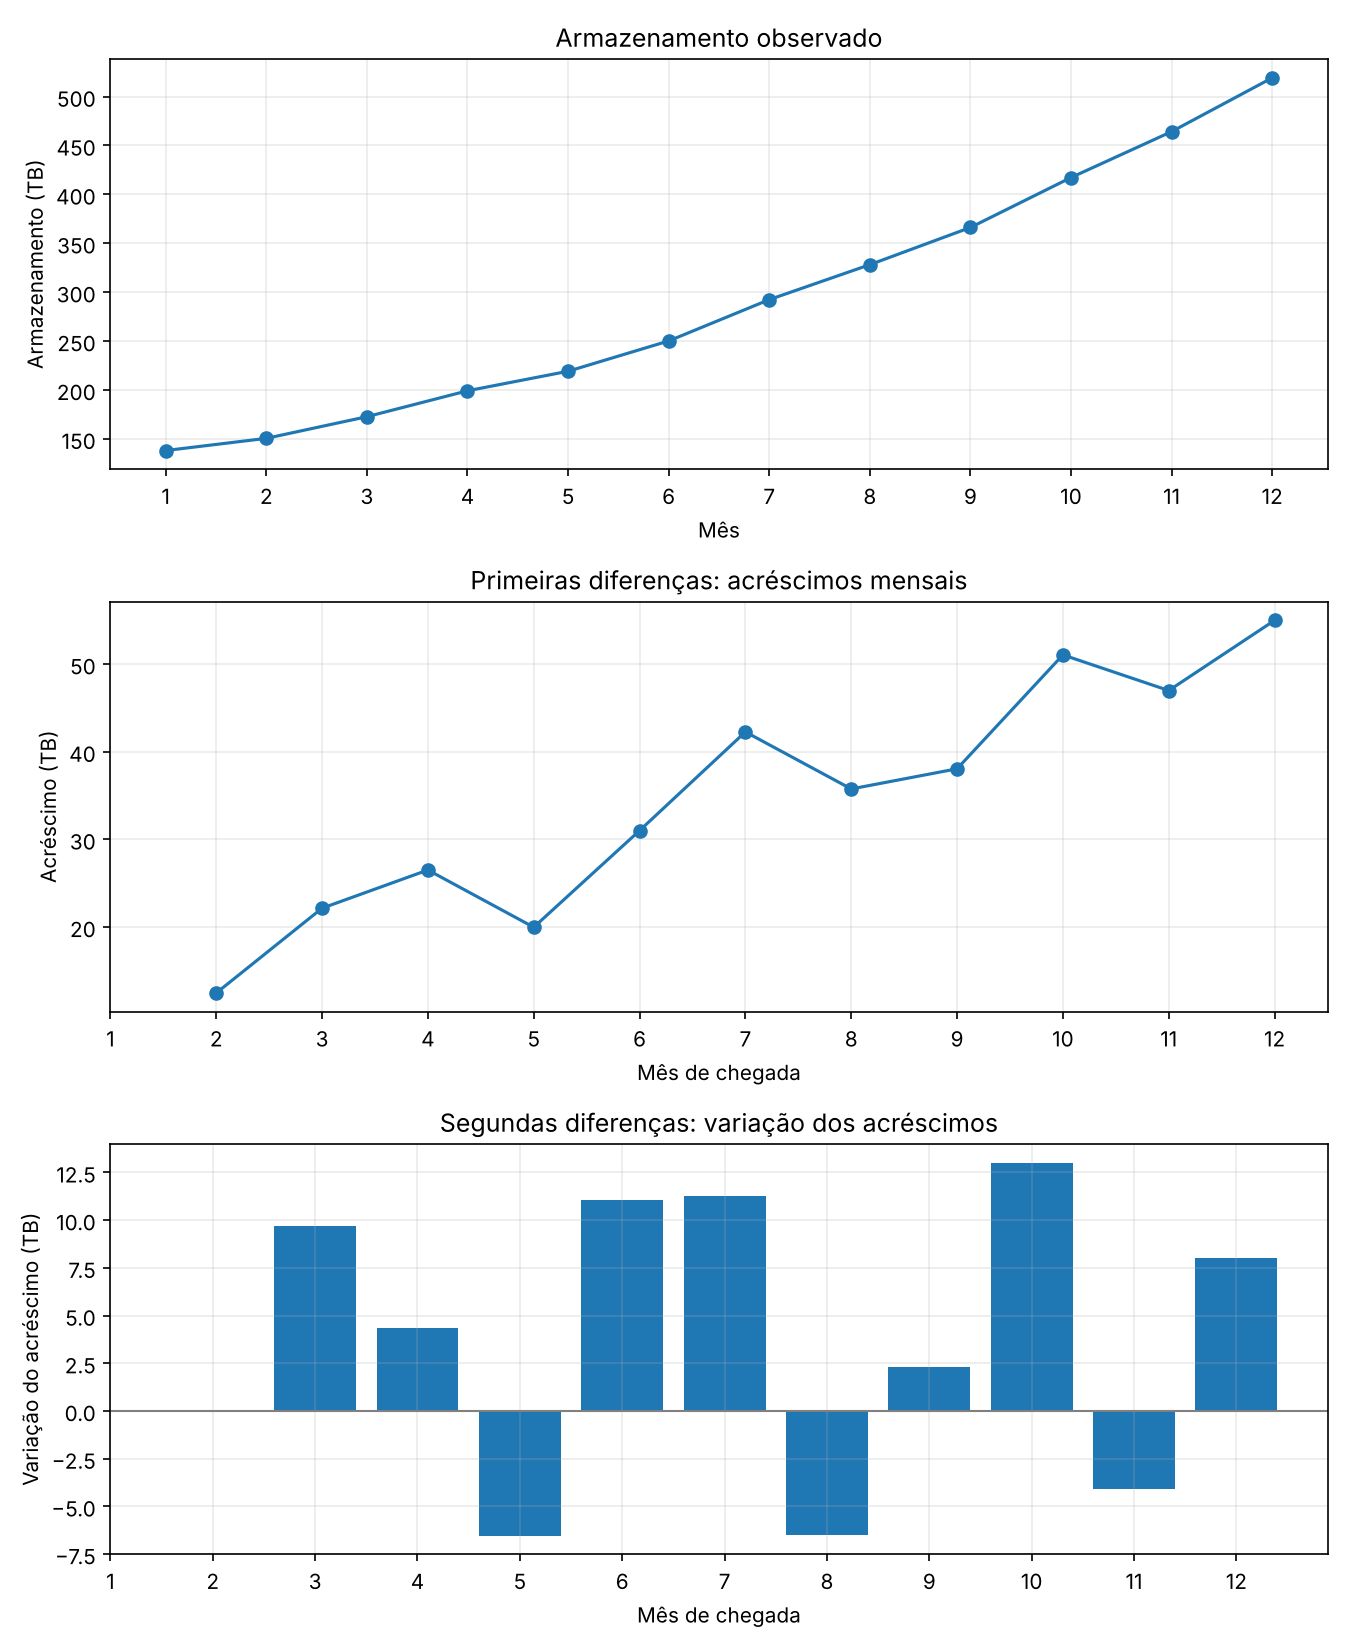 Armazenamento observado
Armazenamento (TB)
500
450
400
350
300
250
200
150
1 2 3 4 5 6 7 8 9 10 11 12
Mês
Primeiras diferenças: acréscimos mensais
Acréscimo (TB)
50
40
30
20
1 2 3 4 5 6 7 8 9 10 11 12
Mês de chegada
Segundas diferenças: variação dos acréscimos
Variação do acréscimo (TB)
12.5
10.0
7.5
5.0
2.5
0.0
−2.5
−5.0
−7.5
1 2 3 4 5 6 7 8 9 10 11 12
Mês de chegada